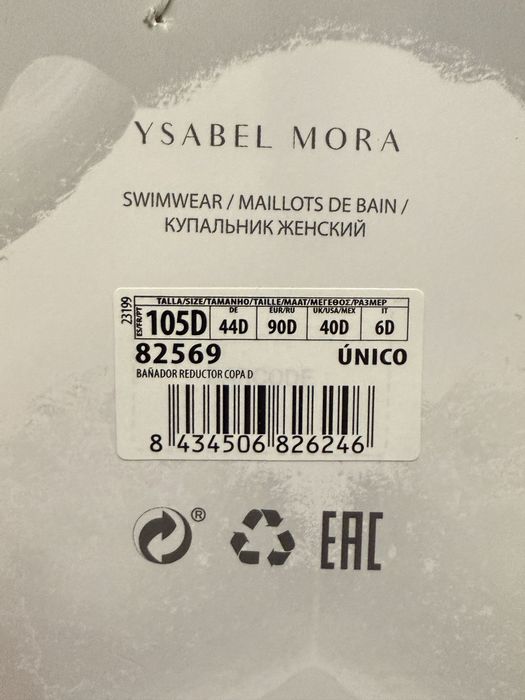 YSABEL MORA
SWIMWEAR / MAILLOTS DE BAIN /
КУПАЛЬНИК ЖЕНСКИЙ
23199
TALLA/SIZE/TAMANHO/TAILLE/MAAT/ΜΕΓΕΘΟΣ/РАЗМЕР
ES/FR/PT 105D DE 44D EUR/RU 90D UK/USA/MEX 40D IT 6D
82569 ÚNICO
BAÑADOR REDUCTOR COPA D
8 434506 826246
®
EAC